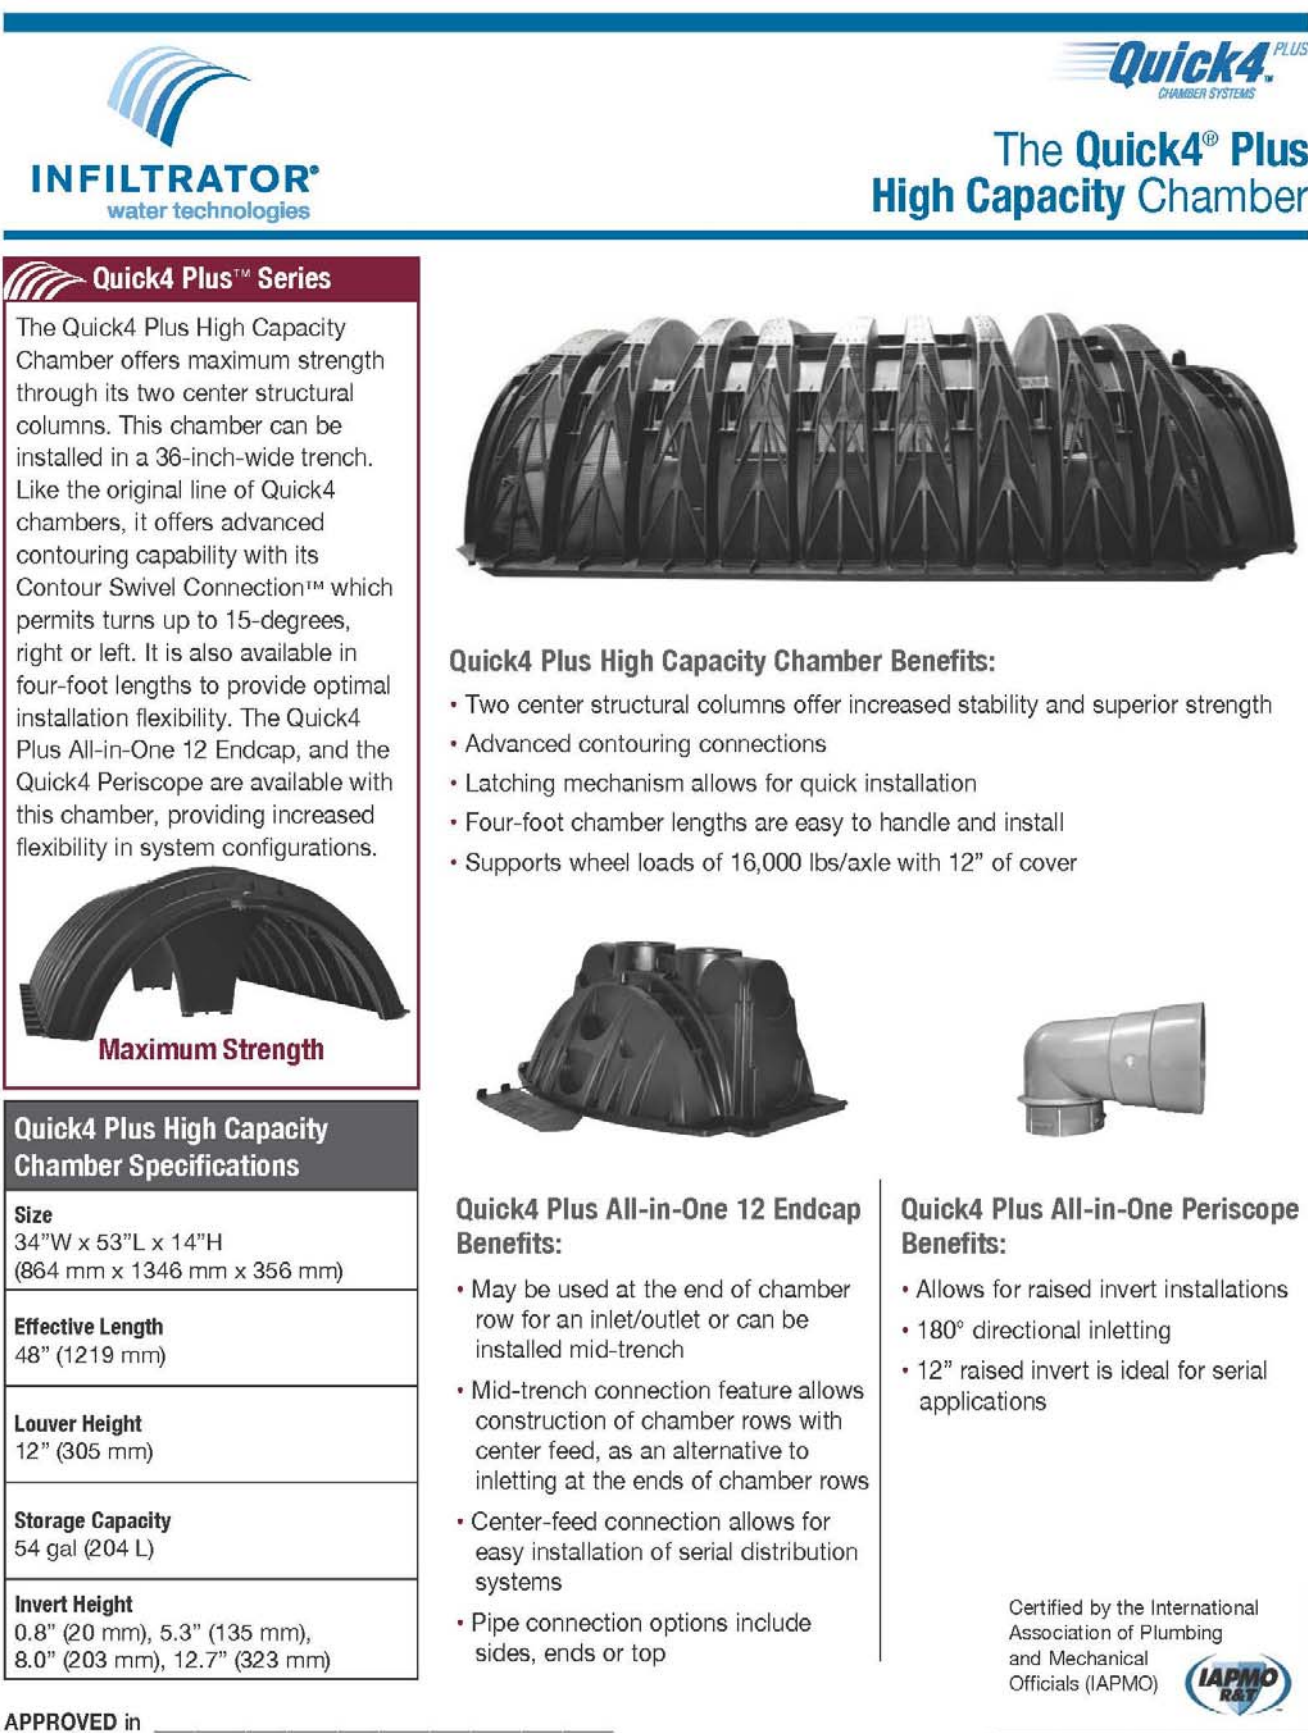 Quick4 PLUS
CHAMBER SYSTEMS
INFILTRATOR®
water technologies
The Quick4® Plus
High Capacity Chamber
Quick4 Plus™ Series
The Quick4 Plus High Capacity
Chamber offers maximum strength
through its two center structural
columns. This chamber can be
installed in a 36-inch-wide trench.
Like the original line of Quick4
chambers, it offers advanced
contouring capability with its
Contour Swivel Connection™ which
permits turns up to 15-degrees,
right or left. It is also available in
four-foot lengths to provide optimal
installation flexibility. The Quick4
Plus All-in-One 12 Endcap, and the
Quick4 Periscope are available with
this chamber, providing increased
flexibility in system configurations.
Maximum Strength
Quick4 Plus High Capacity
Chamber Specifications
Size
34”W x 53”L x 14”H
(864 mm x 1346 mm x 356 mm)
Effective Length
48” (1219 mm)
Louver Height
12” (305 mm)
Storage Capacity
54 gal (204 L)
Invert Height
0.8” (20 mm), 5.3” (135 mm),
8.0” (203 mm), 12.7” (323 mm)
Quick4 Plus High Capacity Chamber Benefits:
• Two center structural columns offer increased stability and superior strength
• Advanced contouring connections
• Latching mechanism allows for quick installation
• Four-foot chamber lengths are easy to handle and install
• Supports wheel loads of 16,000 lbs/axle with 12” of cover
Quick4 Plus All-in-One 12 Endcap
Benefits:
• May be used at the end of chamber
row for an inlet/outlet or can be
installed mid-trench
• Mid-trench connection feature allows
construction of chamber rows with
center feed, as an alternative to
inletting at the ends of chamber rows
• Center-feed connection allows for
easy installation of serial distribution
systems
• Pipe connection options include
sides, ends or top
Quick4 Plus All-in-One Periscope
Benefits:
• Allows for raised invert installations
• 180° directional inletting
• 12” raised invert is ideal for serial
applications
Certified by the International
Association of Plumbing
and Mechanical
Officials (IAPMO)
IAPMO
R&T
APPROVED in